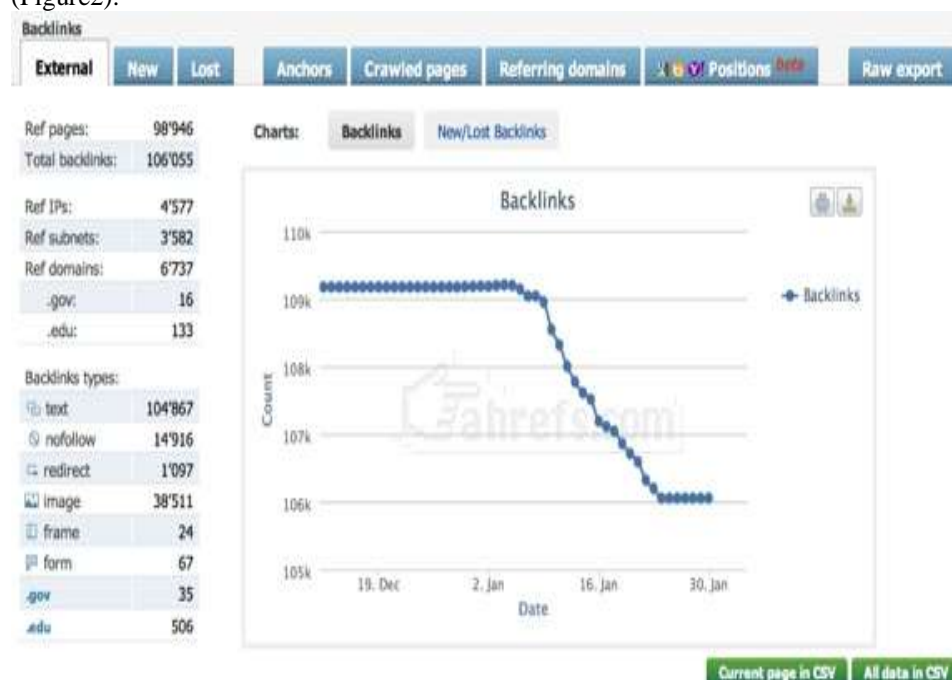 (Figure2).
Backlinks
External New Lost Anchors Crawled pages Referring domains Positions Beta Raw export
Ref pages: 98'946
Total backlinks: 106'055
Ref IPs: 4'577
Ref subnets: 3'582
Ref domains: 6'737
.gov: 16
.edu: 133
Backlinks types:
text 104'867
nofollow 14'916
redirect 1'097
image 38'511
frame 24
form 67
.gov 35
.edu 506
Charts: Backlinks New/Lost Backlinks
Backlinks
110k
109k
108k
107k
106k
105k
Count
ahrefs.com
Backlinks
19. Dec 2. Jan 16. Jan 30. Jan
Date
Current page in CSV All data in CSV